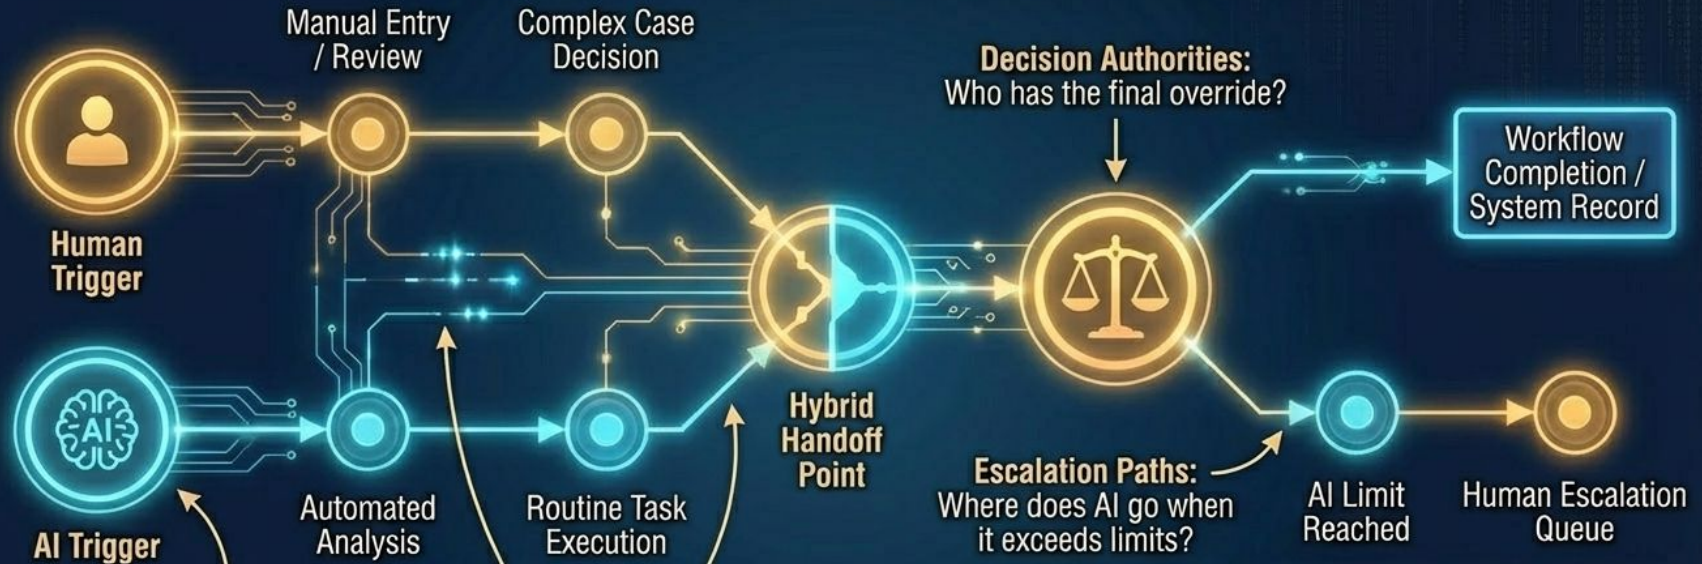 Manual Entry
/ Review
Complex Case
Decision
Decision Authorities:
Who has the final override?
Workflow
Completion /
System Record
Human
Trigger
AI
Hybrid
Handoff
Point
Escalation Paths:
Where does AI go when
it exceeds limits?
AI Limit
Reached
Human Escalation
Queue
AI Trigger
Automated
Analysis
Routine Task
Execution